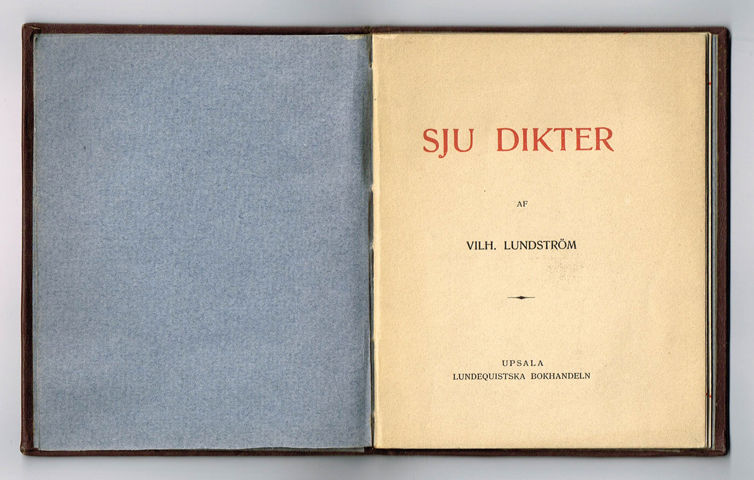 SJU DIKTER
AF
VILH. LUNDSTRÖM
UPSALA
LUNDEQUISTSKA BOKHANDELN